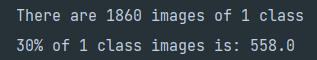 There are 1860 images of 1 class
30% of 1 class images is: 558.0